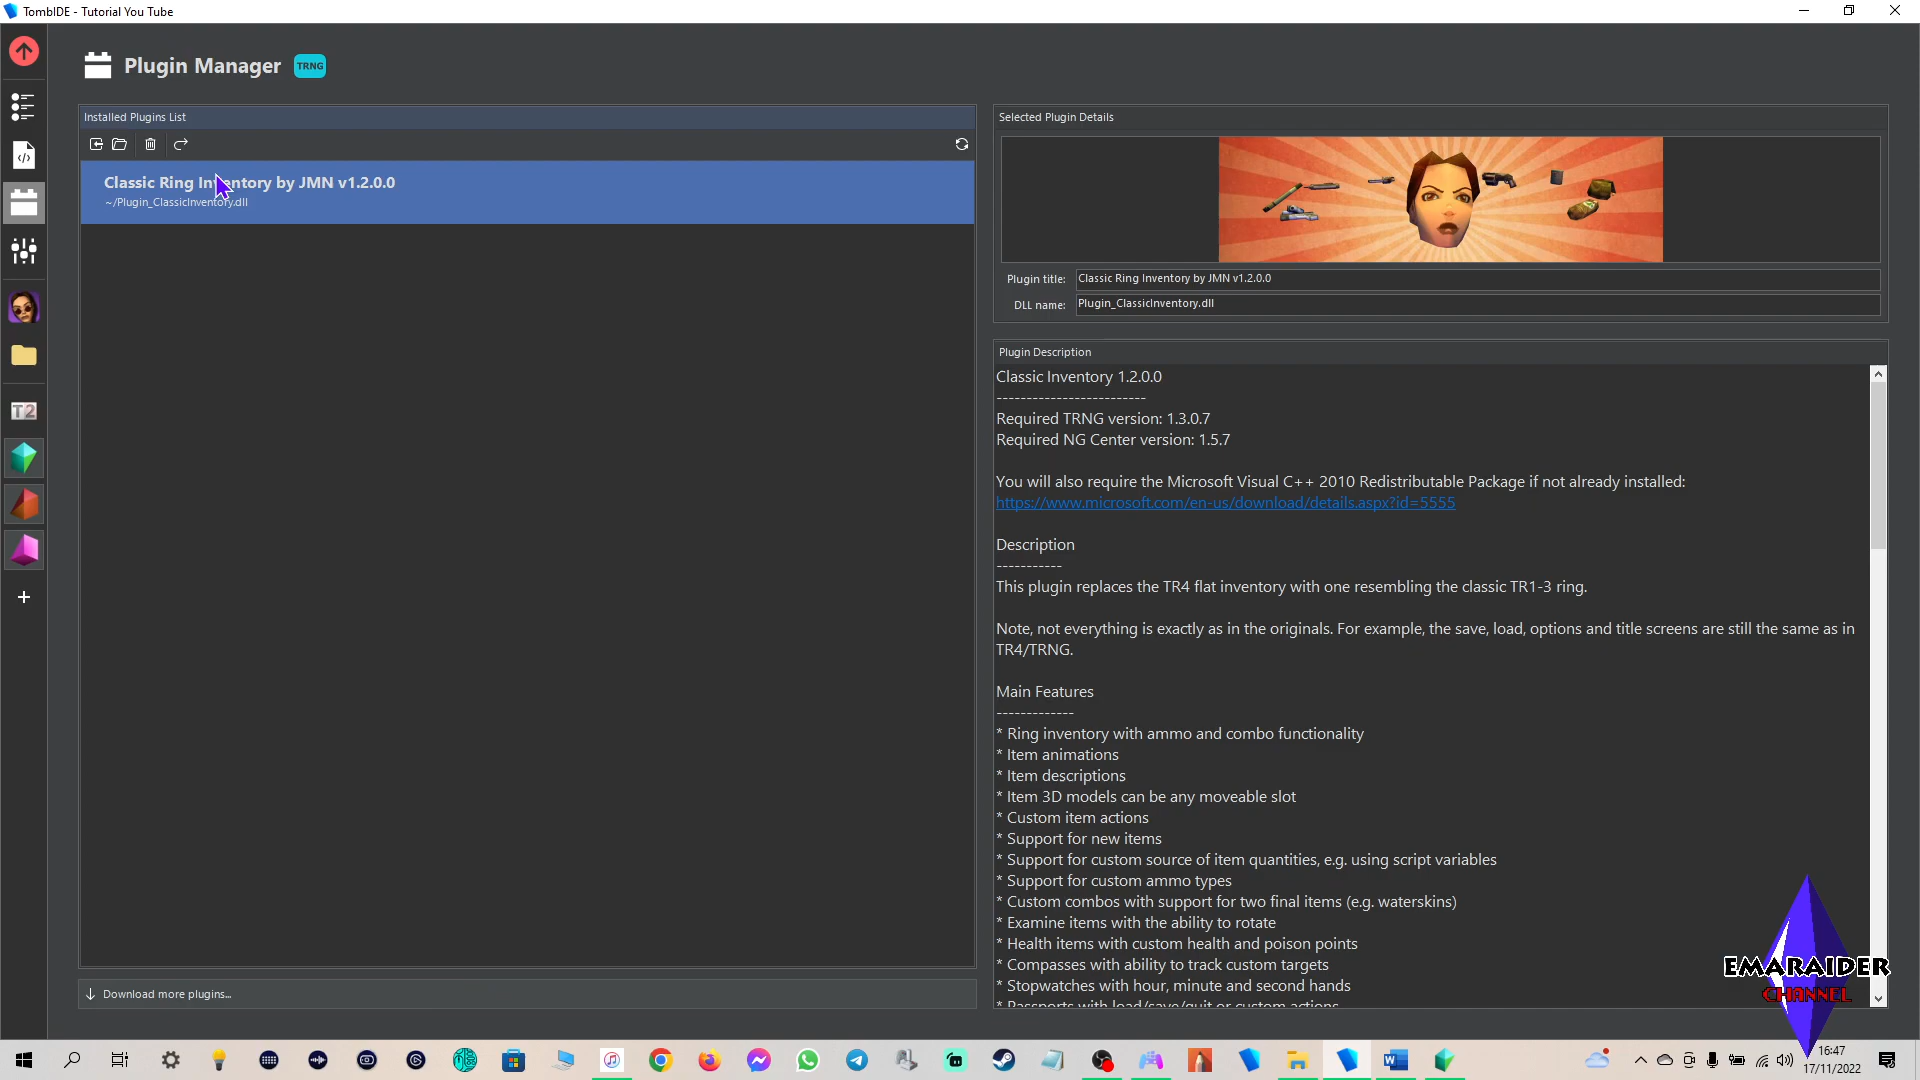 TombIDE - Tutorial You Tube
Plugin Manager TRNG
Installed Plugins List
Classic Ring Inventory by JMN v1.2.0.0
~/Plugin_ClassicInventory.dll
Download more plugins...
T2
Selected Plugin Details
Plugin title: Classic Ring Inventory by JMN v1.2.0.0
DLL name: Plugin_ClassicInventory.dll
Plugin Description
Classic Inventory 1.2.0.0
-------------------------
Required TRNG version: 1.3.0.7
Required NG Center version: 1.5.7
You will also require the Microsoft Visual C++ 2010 Redistributable Package if not already installed:
https://www.microsoft.com/en-us/download/details.aspx?id=5555
Description
-----------
This plugin replaces the TR4 flat inventory with one resembling the classic TR1-3 ring.
Note, not everything is exactly as in the originals. For example, the save, load, options and title screens are still the same as in
TR4/TRNG.
Main Features
-------------
* Ring inventory with ammo and combo functionality
* Item animations
* Item descriptions
* Item 3D models can be any moveable slot
* Custom item actions
* Support for new items
* Support for custom source of item quantities, e.g. using script variables
* Support for custom ammo types
* Custom combos with support for two final items (e.g. waterskins)
* Examine items with the ability to rotate
* Health items with custom health and poison points
* Compasses with ability to track custom targets
* Stopwatches with hour, minute and second hands
* Passports with load/save/quit or custom actions
EMARAIDER
CHANNEL
16:47
17/11/2022